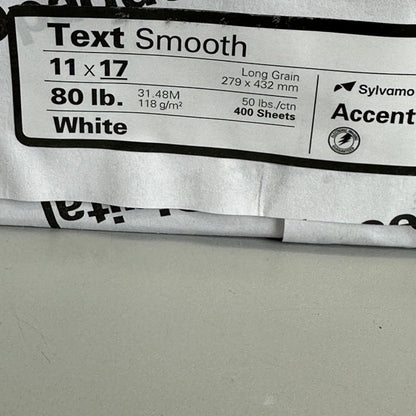 Text Smooth
11 x 17
Long Grain
279 x 432 mm
80 lb.
31.48M
118 g/m²
50 lbs./ctn
400 Sheets
White
Sylvamo
Accent